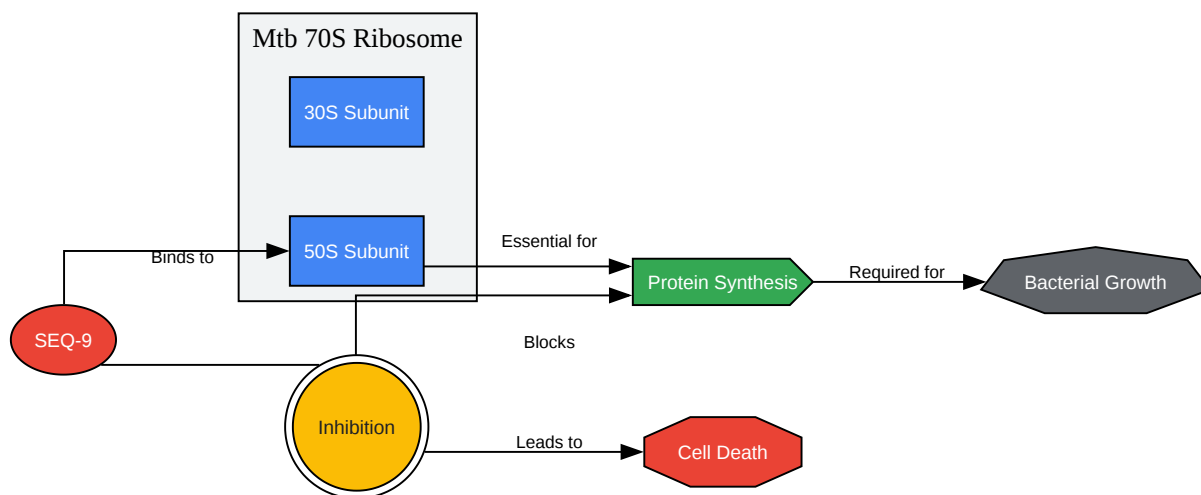 Mtb 70S Ribosome
30S Subunit
50S Subunit
Binds to
Essential for
Protein Synthesis
Required for
Bacterial Growth
SEQ-9
Blocks
Inhibition
Leads to
Cell Death